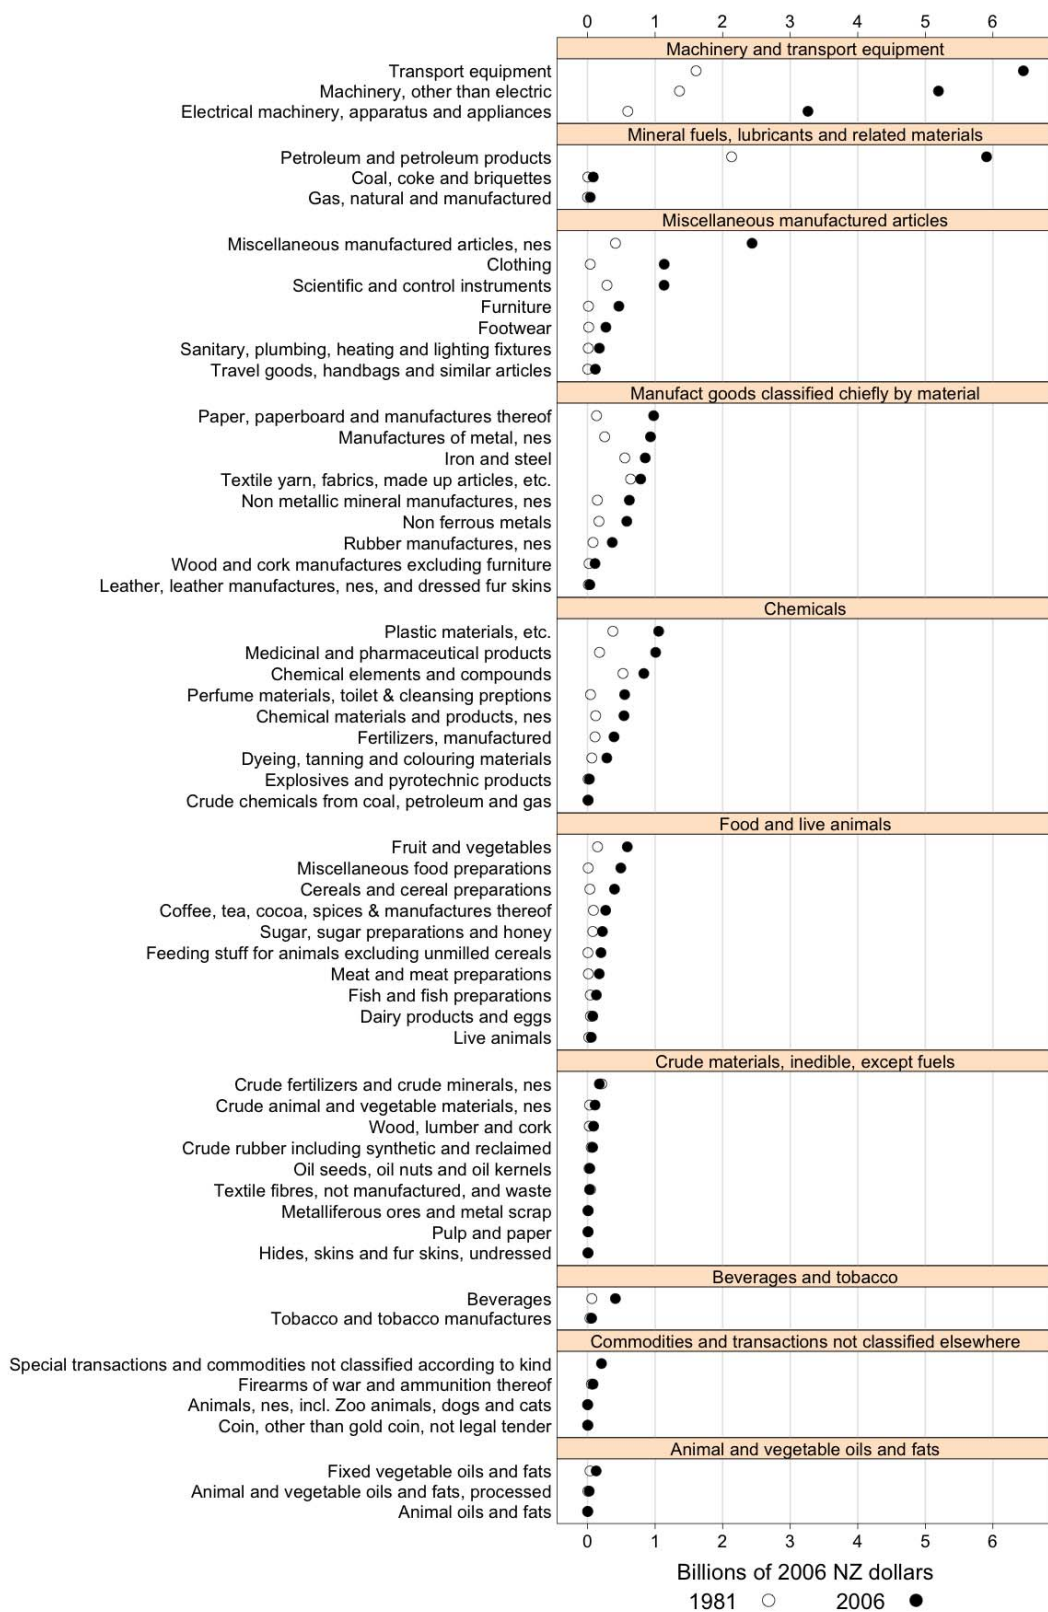 0 1 2 3 4 5 6
Machinery and transport equipment
Transport equipment
Machinery, other than electric
Electrical machinery, apparatus and appliances
Mineral fuels, lubricants and related materials
Petroleum and petroleum products
Coal, coke and briquettes
Gas, natural and manufactured
Miscellaneous manufactured articles
Miscellaneous manufactured articles, nes
Clothing
Scientific and control instruments
Furniture
Footwear
Sanitary, plumbing, heating and lighting fixtures
Travel goods, handbags and similar articles
Manufact goods classified chiefly by material
Paper, paperboard and manufactures thereof
Manufactures of metal, nes
Iron and steel
Textile yarn, fabrics, made up articles, etc.
Non metallic mineral manufactures, nes
Non ferrous metals
Rubber manufactures, nes
Wood and cork manufactures excluding furniture
Leather, leather manufactures, nes, and dressed fur skins
Chemicals
Plastic materials, etc.
Medicinal and pharmaceutical products
Chemical elements and compounds
Perfume materials, toilet & cleansing preptions
Chemical materials and products, nes
Fertilizers, manufactured
Dyeing, tanning and colouring materials
Explosives and pyrotechnic products
Crude chemicals from coal, petroleum and gas
Food and live animals
Fruit and vegetables
Miscellaneous food preparations
Cereals and cereal preparations
Coffee, tea, cocoa, spices & manufactures thereof
Sugar, sugar preparations and honey
Feeding stuff for animals excluding unmilled cereals
Meat and meat preparations
Fish and fish preparations
Dairy products and eggs
Live animals
Crude materials, inedible, except fuels
Crude fertilizers and crude minerals, nes
Crude animal and vegetable materials, nes
Wood, lumber and cork
Crude rubber including synthetic and reclaimed
Oil seeds, oil nuts and oil kernels
Textile fibres, not manufactured, and waste
Metalliferous ores and metal scrap
Pulp and paper
Hides, skins and fur skins, undressed
Beverages and tobacco
Beverages
Tobacco and tobacco manufactures
Commodities and transactions not classified elsewhere
Special transactions and commodities not classified according to kind
Firearms of war and ammunition thereof
Animals, nes, incl. Zoo animals, dogs and cats
Coin, other than gold coin, not legal tender
Animal and vegetable oils and fats
Fixed vegetable oils and fats
Animal and vegetable oils and fats, processed
Animal oils and fats
0 1 2 3 4 5 6
Billions of 2006 NZ dollars
1981 2006